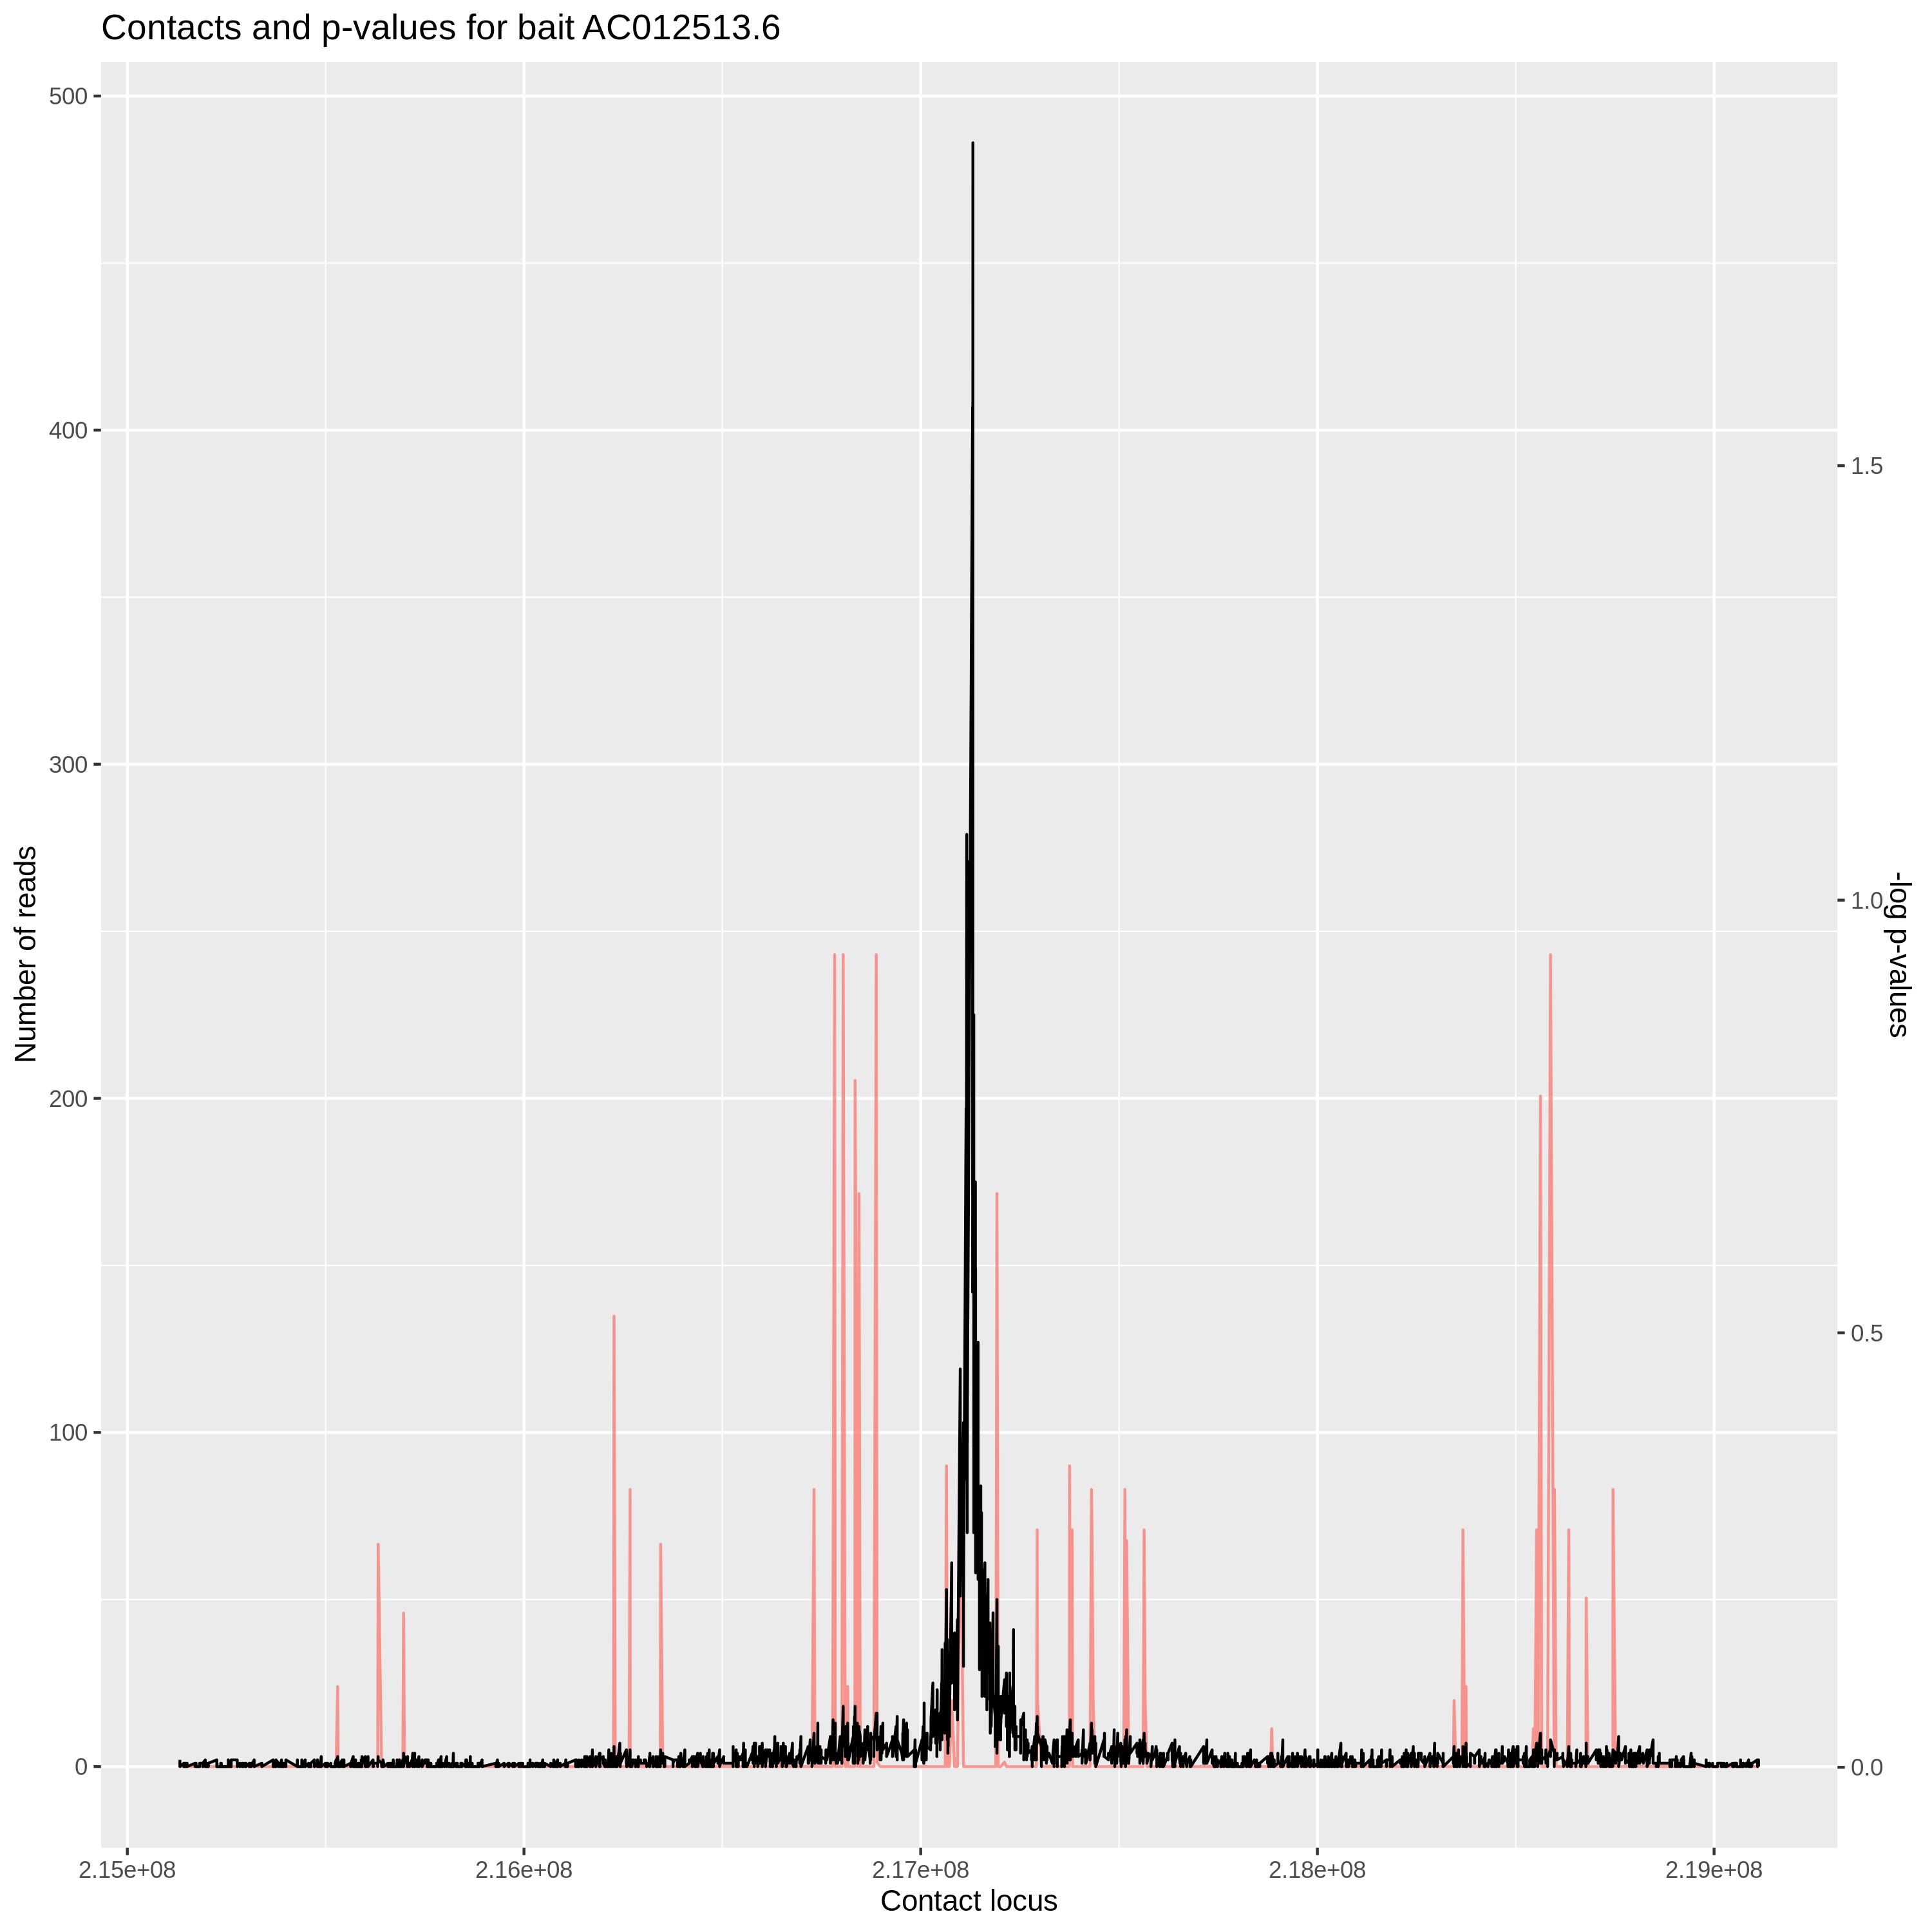 Contacts and p-values for bait AC012513.6
500
400
300
200
100
0
Number of reads
1.5
1.0
0.5
0.0
-log p-values
2.15e+08
2.16e+08
2.17e+08
2.18e+08
2.19e+08
Contact locus